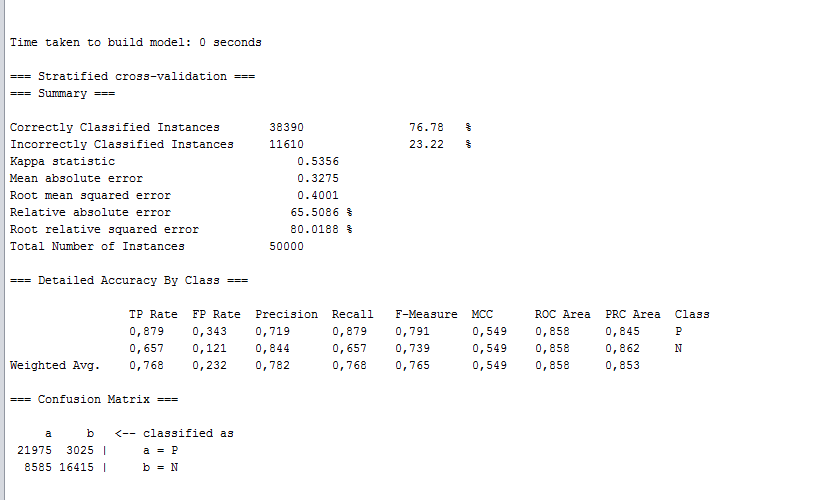 Time taken to build model: 0 seconds
=== Stratified cross-validation ===
=== Summary ===
Correctly Classified Instances 38390 76.78 %
Incorrectly Classified Instances 11610 23.22 %
Kappa statistic 0.5356
Mean absolute error 0.3275
Root mean squared error 0.4001
Relative absolute error 65.5086 %
Root relative squared error 80.0188 %
Total Number of Instances 50000
=== Detailed Accuracy By Class ===
TP Rate FP Rate Precision Recall F-Measure MCC ROC Area PRC Area Class
0,879 0,343 0,719 0,879 0,791 0,549 0,858 0,845 P
0,657 0,121 0,844 0,657 0,739 0,549 0,858 0,862 N
Weighted Avg. 0,768 0,232 0,782 0,768 0,765 0,549 0,858 0,853
=== Confusion Matrix ===
a b <-- classified as
21975 3025 | a = P
8585 16415 | b = N